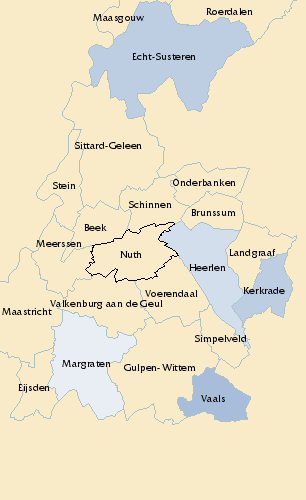 Roerdalen
Maasgouw
Echt-Susteren
Sittard-Geleen
Onderbanken
Stein
Schinnen
Brunssum
Beek
Meerssen
Nuth
Landgraaf
Heerlen
Kerkrade
Voerendaal
Valkenburg aan de Geul
Maastricht
Simpelveld
Margraten
Gulpen-Wittem
Eijsden
Vaals